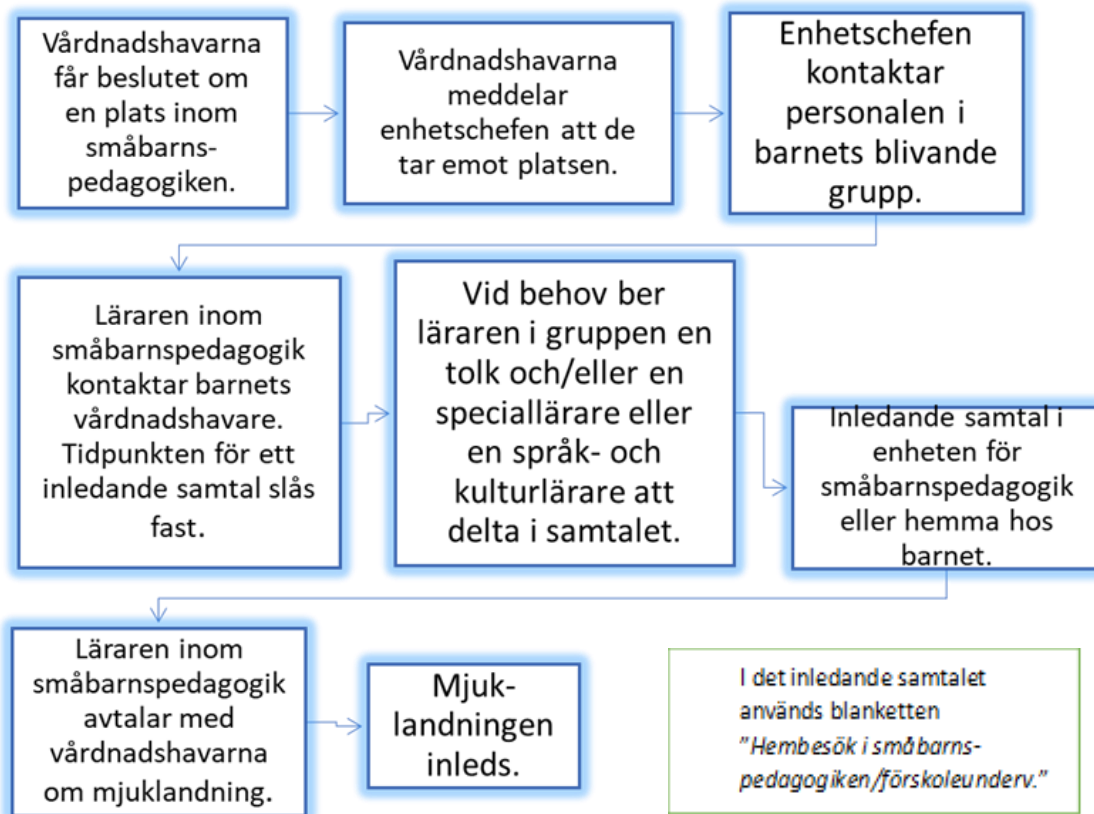 Vårdnadshavarna
får beslutet om
en plats inom
småbarns-
pedagogiken.
Vårdnadshavarna
meddelar
enhetschefen att de
tar emot platsen.
Enhetschefen
kontaktar
personalen i
barnets blivande
grupp.
Läraren inom
småbarnspedagogik
kontaktar barnets
vårdnadshavare.
Tidpunkten för ett
inledande samtal slås
fast.
Vid behov ber
läraren i gruppen en
tolk och/eller en
speciallärare eller
en språk- och
kulturlärare att
delta i samtalet.
Inledande samtal i
enheten för
småbarnspedagogik
eller hemma hos
barnet.
Läraren inom
småbarnspedagogik
avtalar med
vårdnadshavarna
om mjuklandning.
Mjuk-
landningen
inleds.
I det inledande samtalet
används blanketten
"Hembesök i småbarns-
pedagogiken/förskoleunderv."